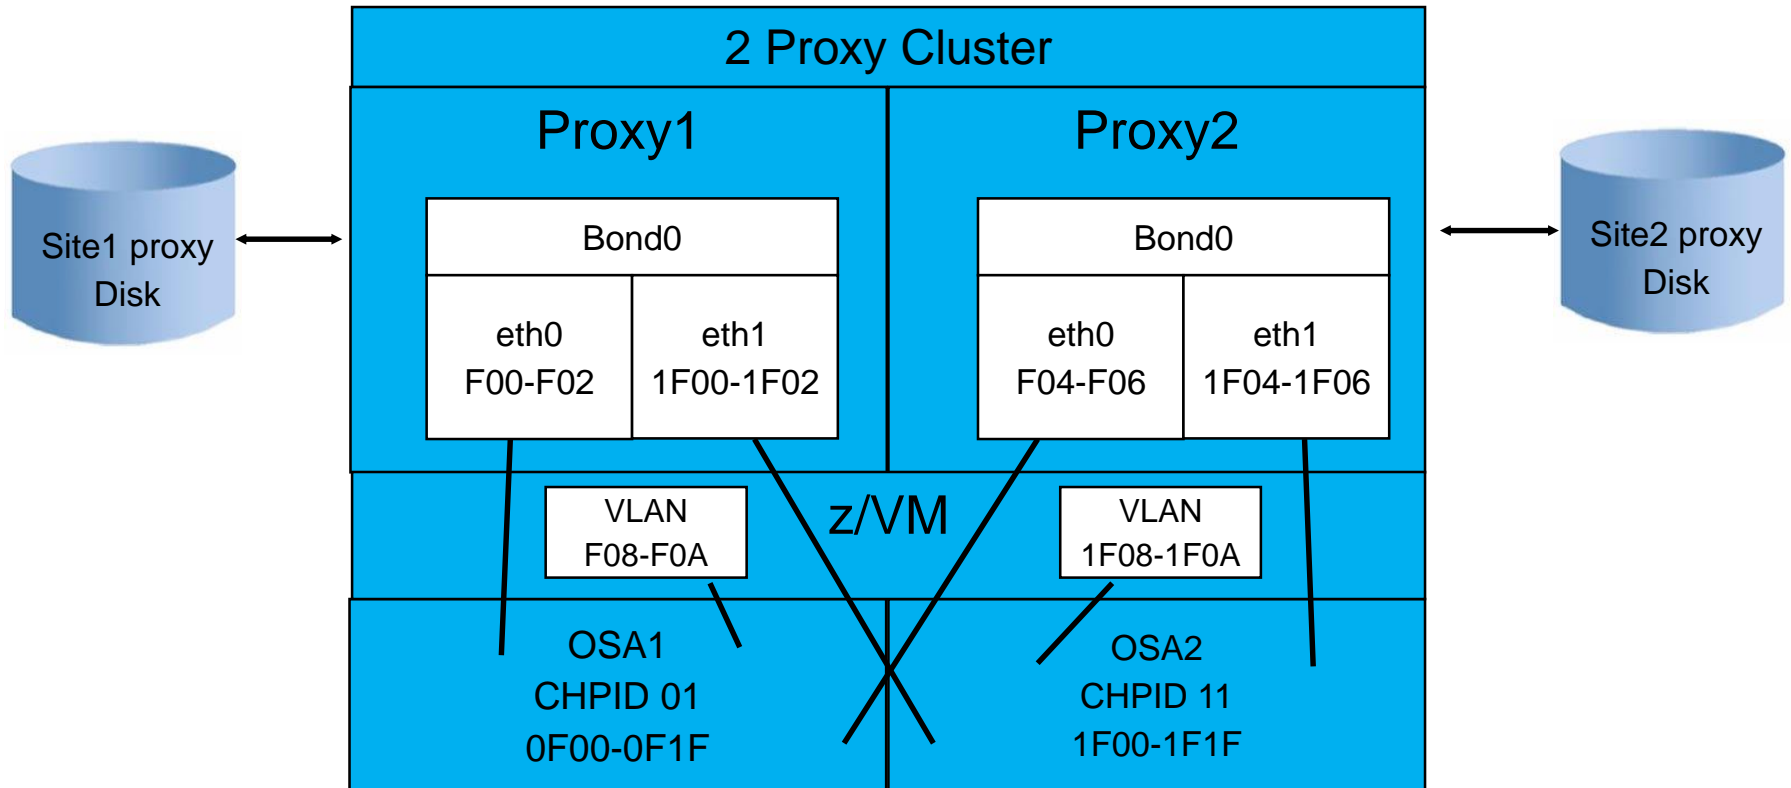 2 Proxy Cluster
Proxy1
Proxy2
Site1 proxy
Disk
Bond0
eth0
F00-F02
eth1
1F00-1F02
Bond0
eth0
F04-F06
eth1
1F04-1F06
Site2 proxy
Disk
VLAN
F08-F0A
z/VM
VLAN
1F08-1F0A
OSA1
CHPID 01
0F00-0F1F
OSA2
CHPID 11
1F00-1F1F